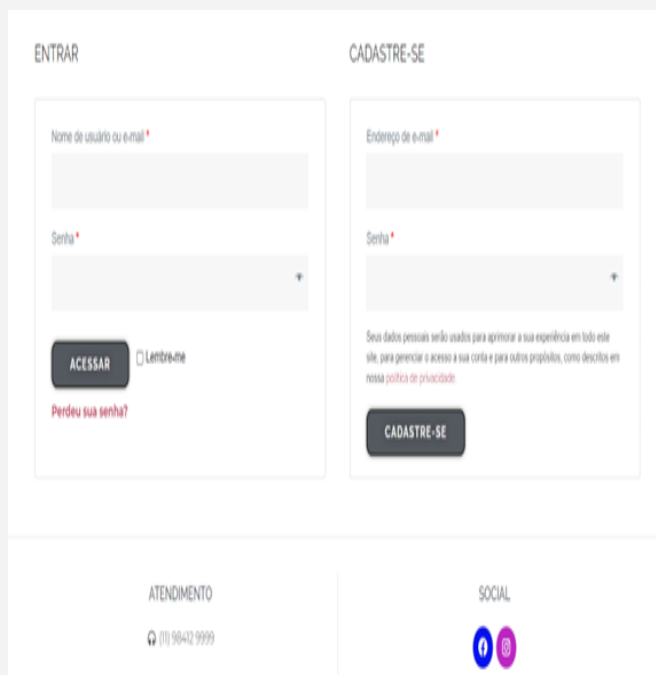 ENTRAR
Nome de usuário ou e-mail *
Senha *
ACESSAR
Lembre-me
Perdeu sua senha?
CADASTRE-SE
Endereço de e-mail *
Senha *
Seus dados pessoais serão usados para aprimorar a sua experiência em todo este
site, para gerenciar o acesso a sua conta e para outros propósitos, como descritos em
nossa política de privacidade.
CADASTRE-SE
ATENDIMENTO
(11) 98412 9999
SOCIAL